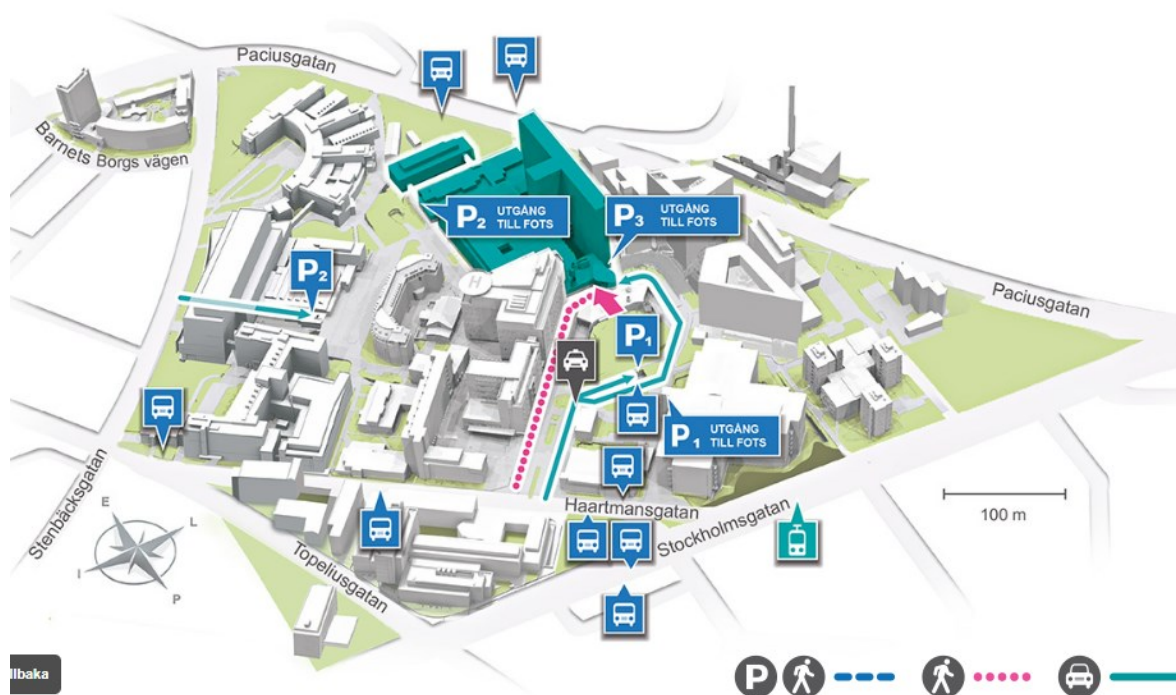 Paciusgatan
Barnets Borgs vägen
P2 UTGÅNG
TILL FOTS
P3 UTGÅNG
TILL FOTS
P2
H
Paciusgatan
P1
P1 UTGÅNG
TILL FOTS
Stenbäcksgatan
Haartmansgatan
Stockholmsgatan
100 m
Topeliusgatan
E
L
I
P
llbaka
P